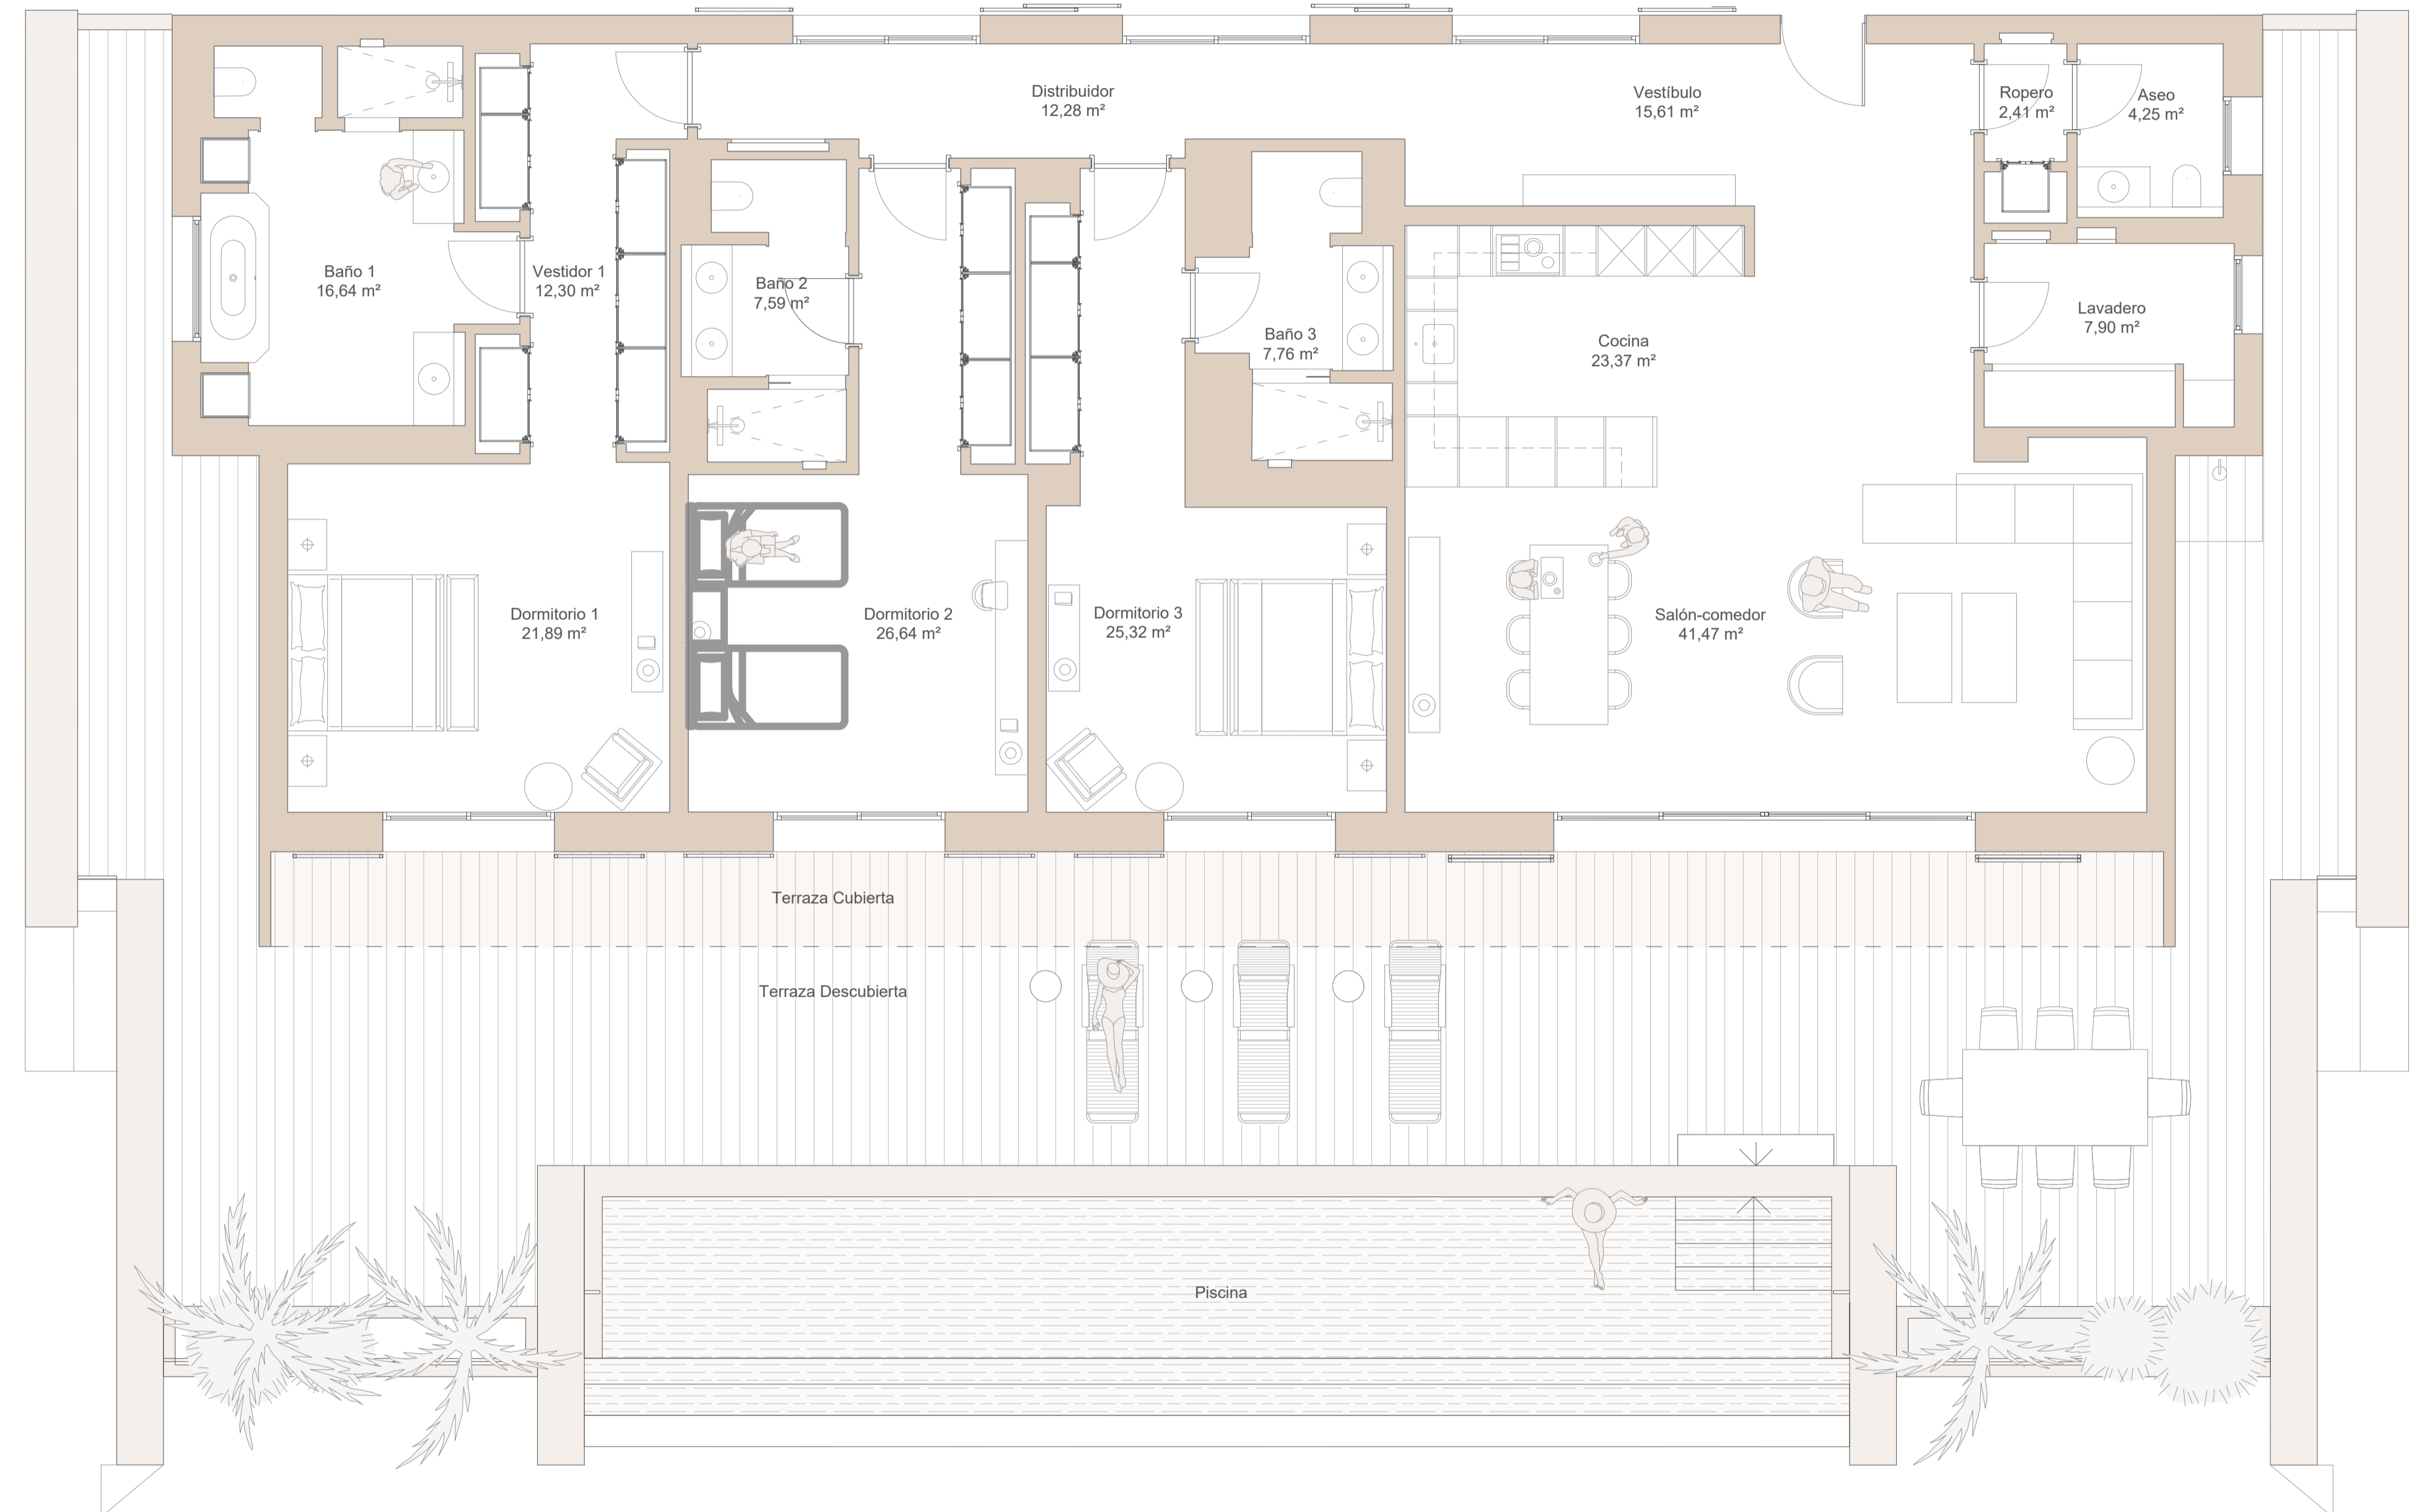 Distribuidor
12,28 m²
Vestíbulo
15,61 m²
Ropero
2,41 m²
Aseo
4,25 m²
Baño 1
16,64 m²
Vestidor 1
12,30 m²
Baño 2
7,59 m²
Baño 3
7,76 m²
Cocina
23,37 m²
Lavadero
7,90 m²
Dormitorio 1
21,89 m²
Dormitorio 2
26,64 m²
Dormitorio 3
25,32 m²
Salón-comedor
41,47 m²
Terraza Cubierta
Terraza Descubierta
Piscina